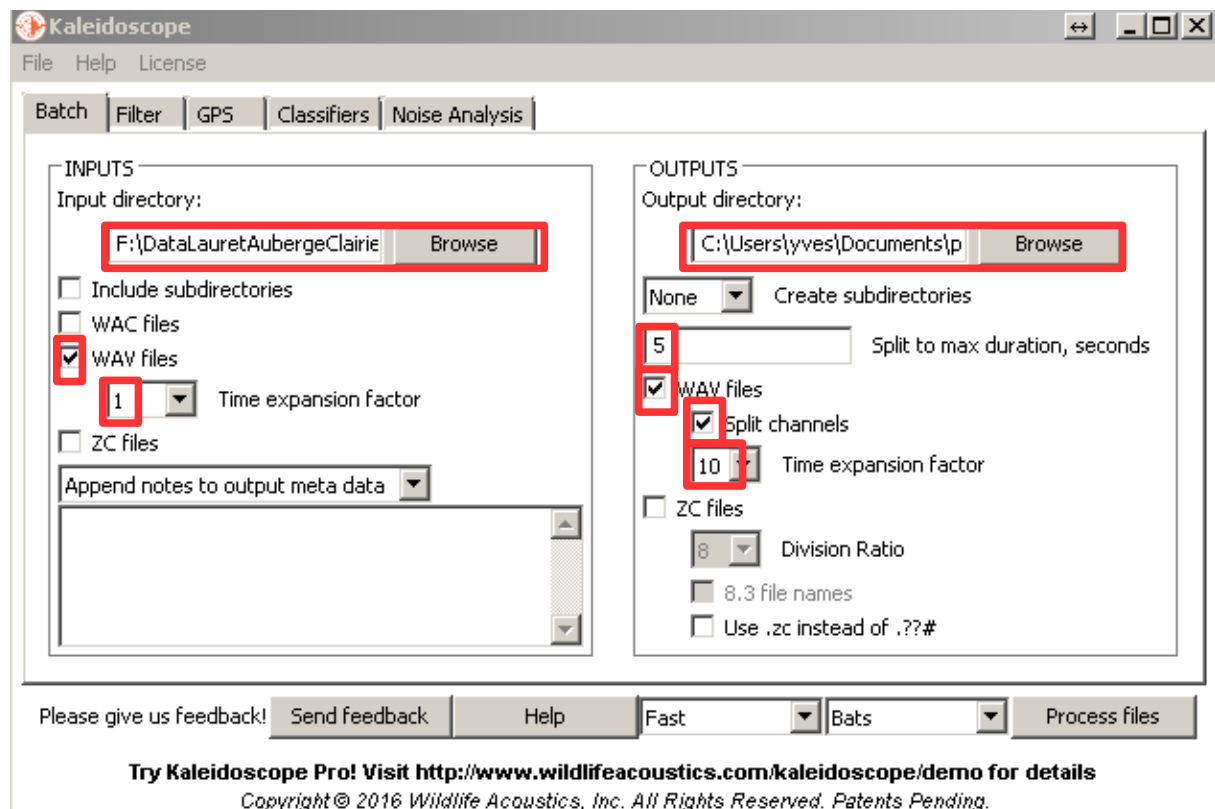 Kaleidoscope
File Help License
Batch Filter GPS Classifiers Noise Analysis
INPUTS
Input directory:
F:\DataLauretAubergeClairie Browse
Include subdirectories
WAC files
WAV files
1 Time expansion factor
ZC files
Append notes to output meta data
OUTPUTS
Output directory:
C:\Users\yves\Documents\p Browse
None Create subdirectories
5 Split to max duration, seconds
WAV files
Split channels
10 Time expansion factor
ZC files
8 Division Ratio
8.3 file names
Use .zc instead of .??#
Please give us feedback! Send feedback Help Fast Bats Process files
Try Kaleidoscope Pro! Visit http://www.wildlifeacoustics.com/kaleidoscope/demo for details
Copyright © 2016 Wildlife Acoustics, Inc. All Rights Reserved. Patents Pending.